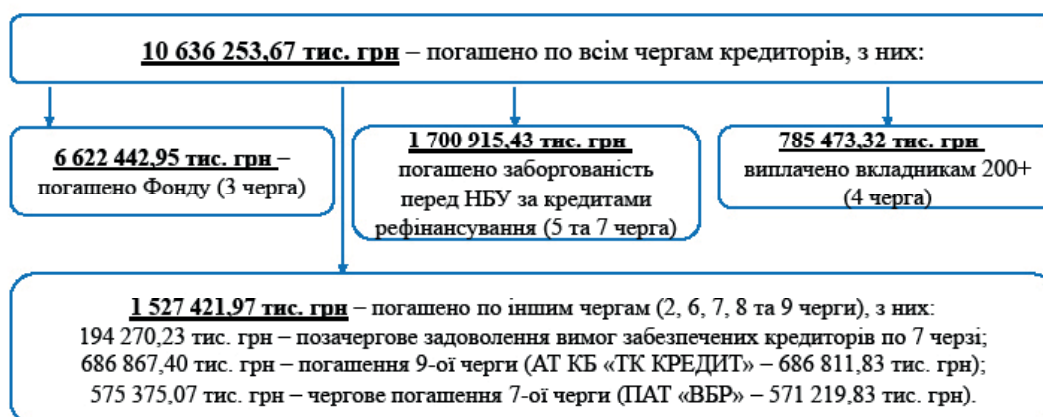 10 636 253,67 тис. грн – погашено по всім чергам кредиторів, з них:
6 622 442,95 тис. грн –
погашено Фонду (3 черга)
1 700 915,43 тис. грн
погашено заборгованість
перед НБУ за кредитами
рефінансування (5 та 7 черга)
785 473,32 тис. грн
виплачено вкладникам 200+
(4 черга)
1 527 421,97 тис. грн – погашено по іншим чергам (2, 6, 7, 8 та 9 черги), з них:
194 270,23 тис. грн – позачергове задоволення вимог забезпечених кредиторів по 7 черзі;
686 867,40 тис. грн – погашення 9-ої черги (АТ КБ «ТК КРЕДИТ» – 686 811,83 тис. грн);
575 375,07 тис. грн – чергове погашення 7-ої черги (ПАТ «ВБР» – 571 219,83 тис. грн).